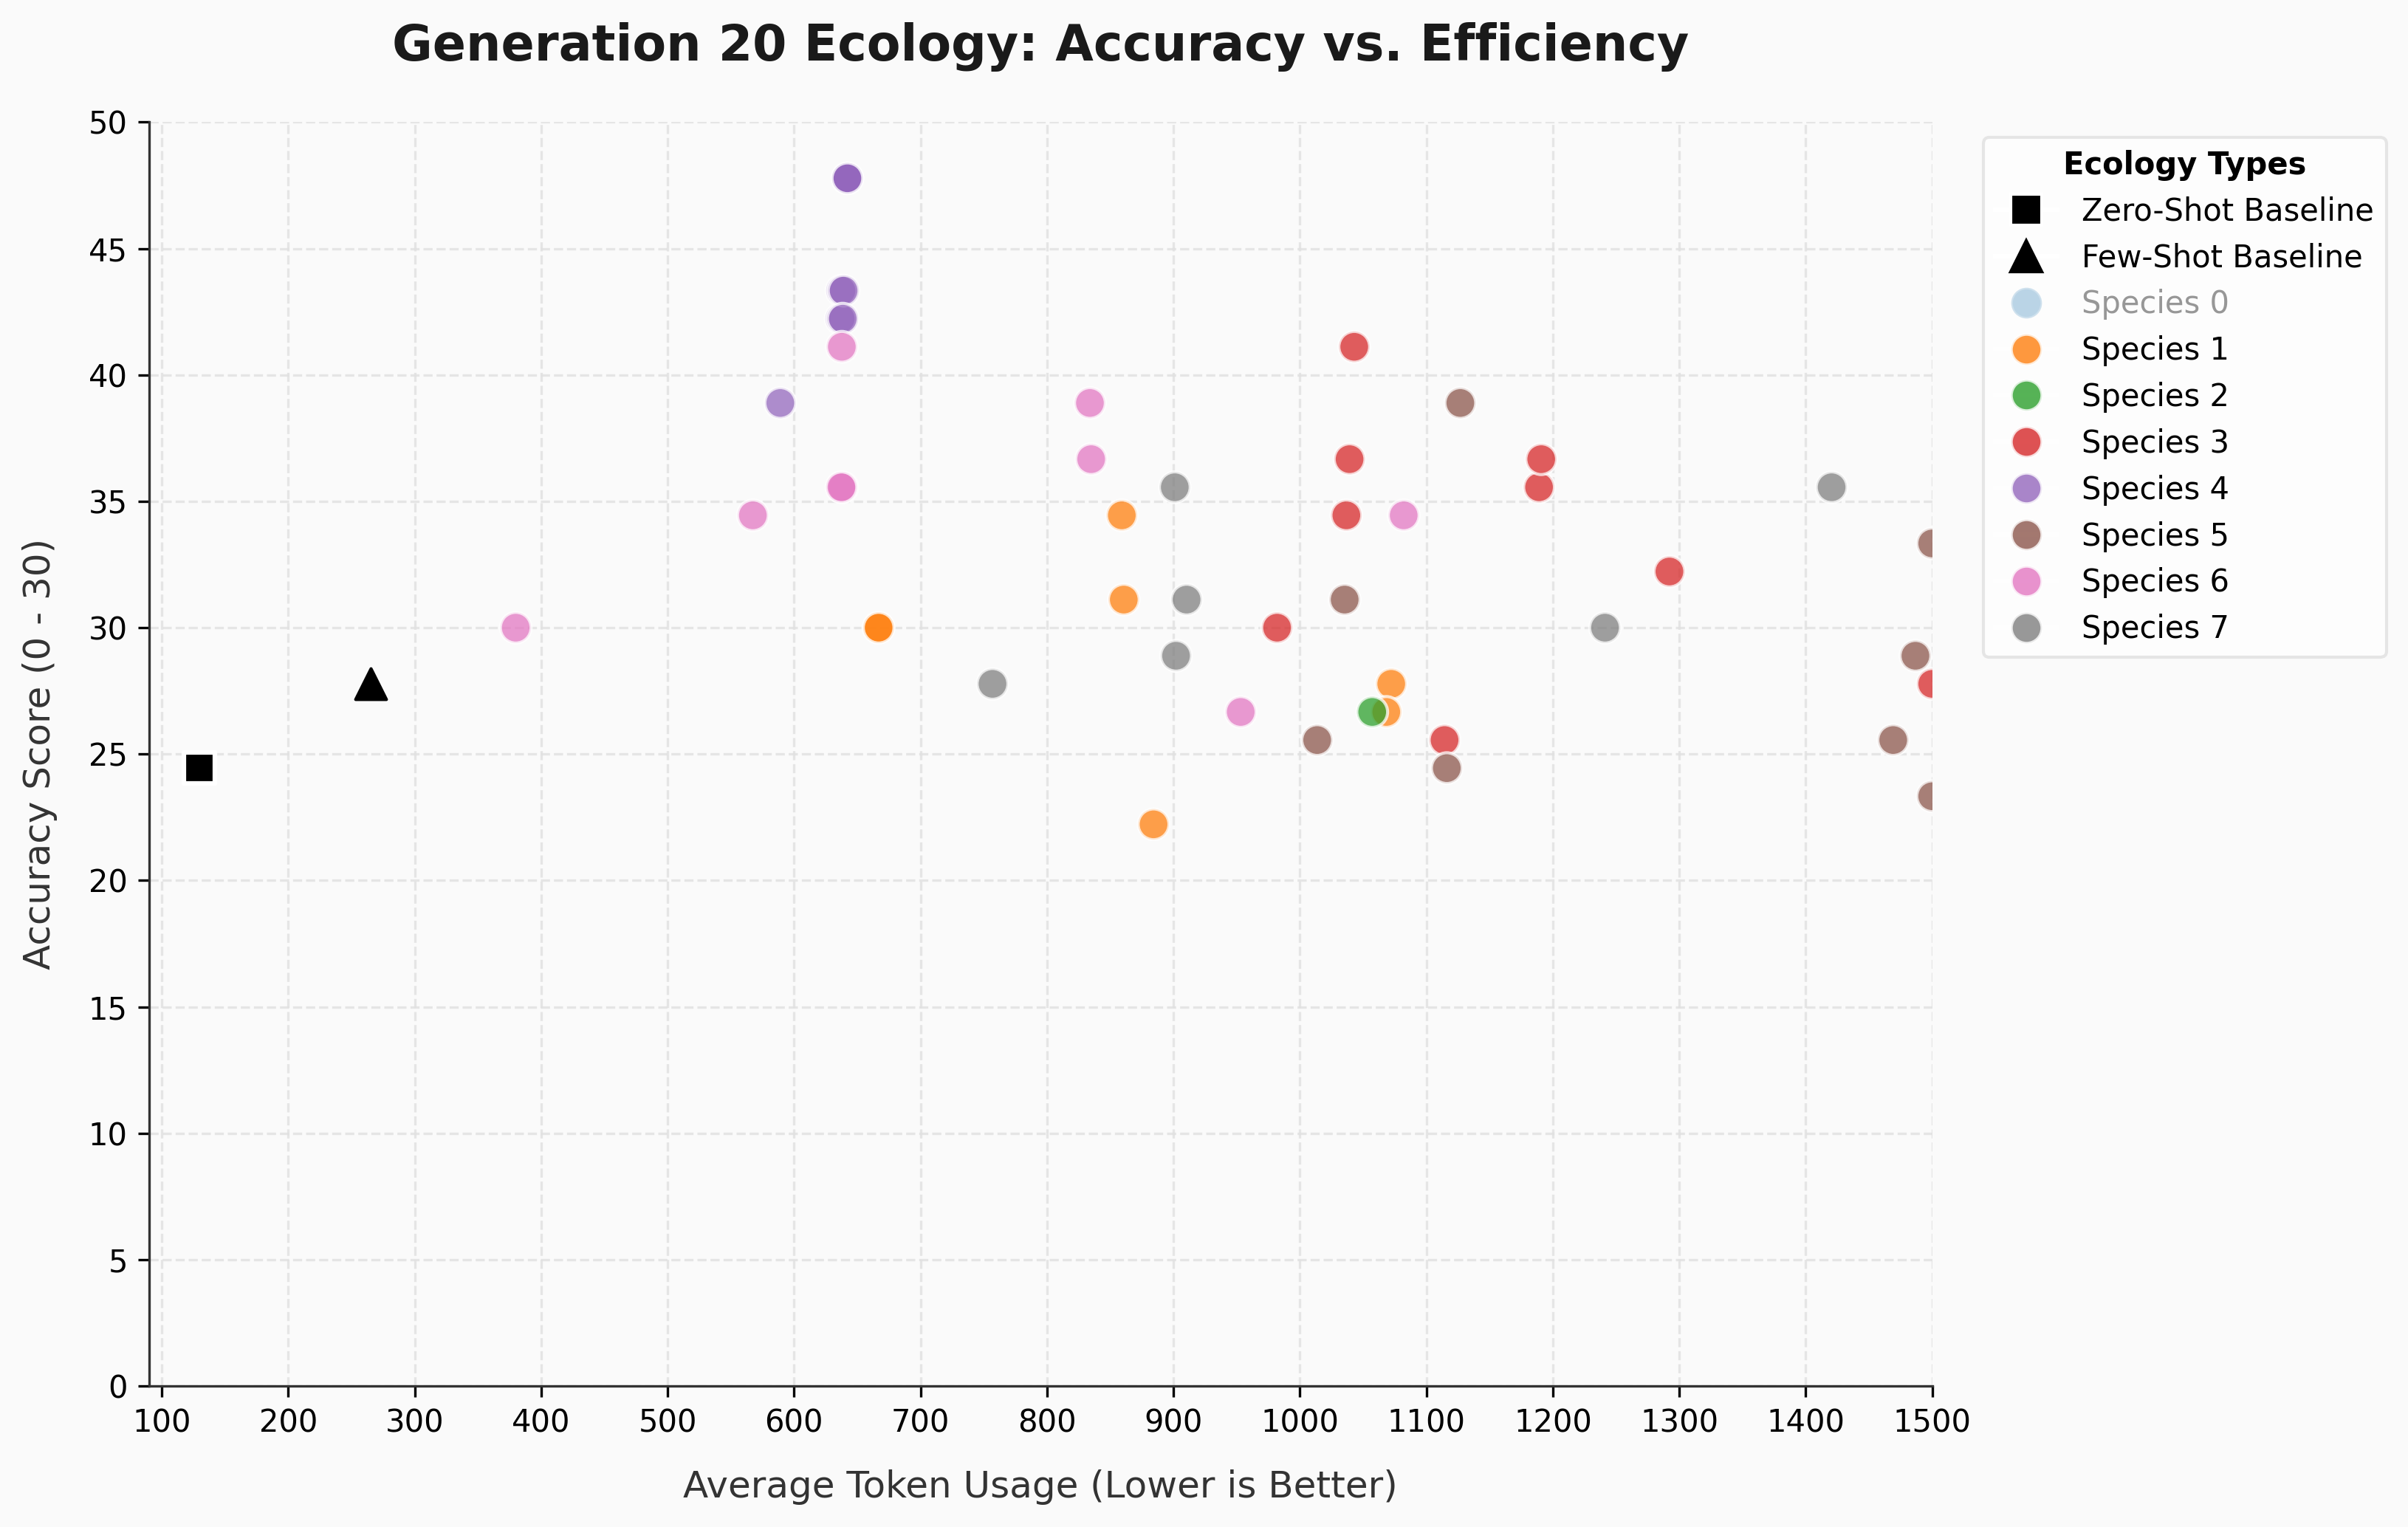 Generation 20 Ecology: Accuracy vs. Efficiency
50
45
40
35
30
25
20
15
10
5
0
Accuracy Score (0 - 30)
100 200 300 400 500 600 700 800 900 1000 1100 1200 1300 1400 1500
Average Token Usage (Lower is Better)
Ecology Types
Zero-Shot Baseline
Few-Shot Baseline
Species 0
Species 1
Species 2
Species 3
Species 4
Species 5
Species 6
Species 7